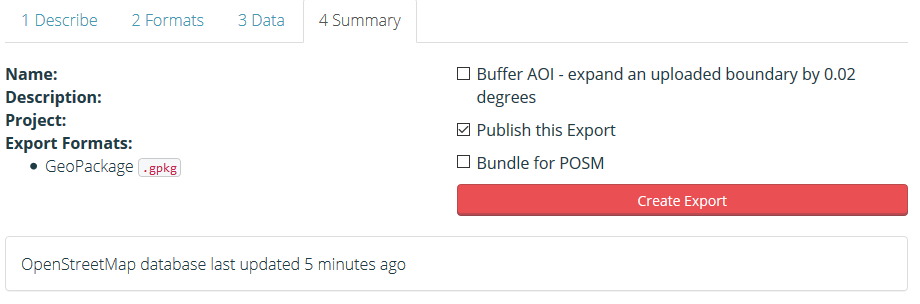 1 Describe 2 Formats 3 Data 4 Summary
Name:
Description:
Project:
Export Formats:
GeoPackage .gpkg
Buffer AOI - expand an uploaded boundary by 0.02
degrees
Publish this Export
Bundle for POSM
Create Export
OpenStreetMap database last updated 5 minutes ago